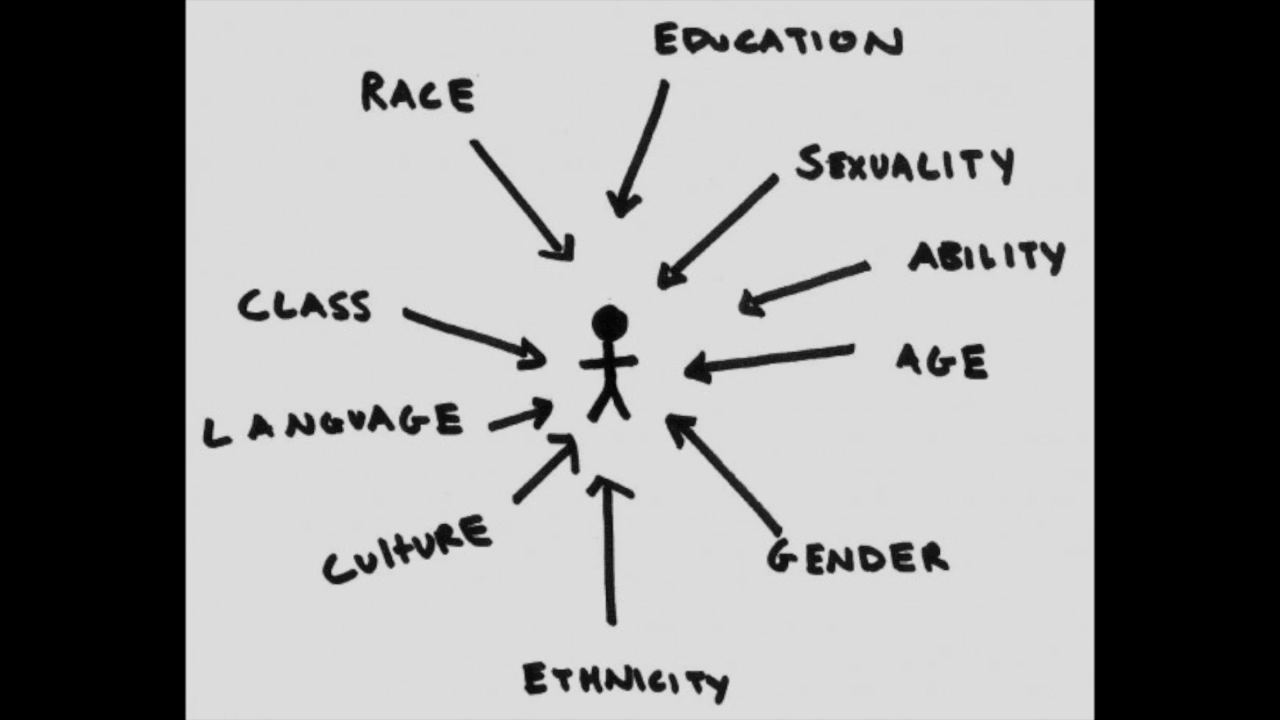 EDUCATION
RACE
SEXUALITY
ABILITY
CLASS
AGE
LANGUAGE
CULTURE
GENDER
ETHNICITY